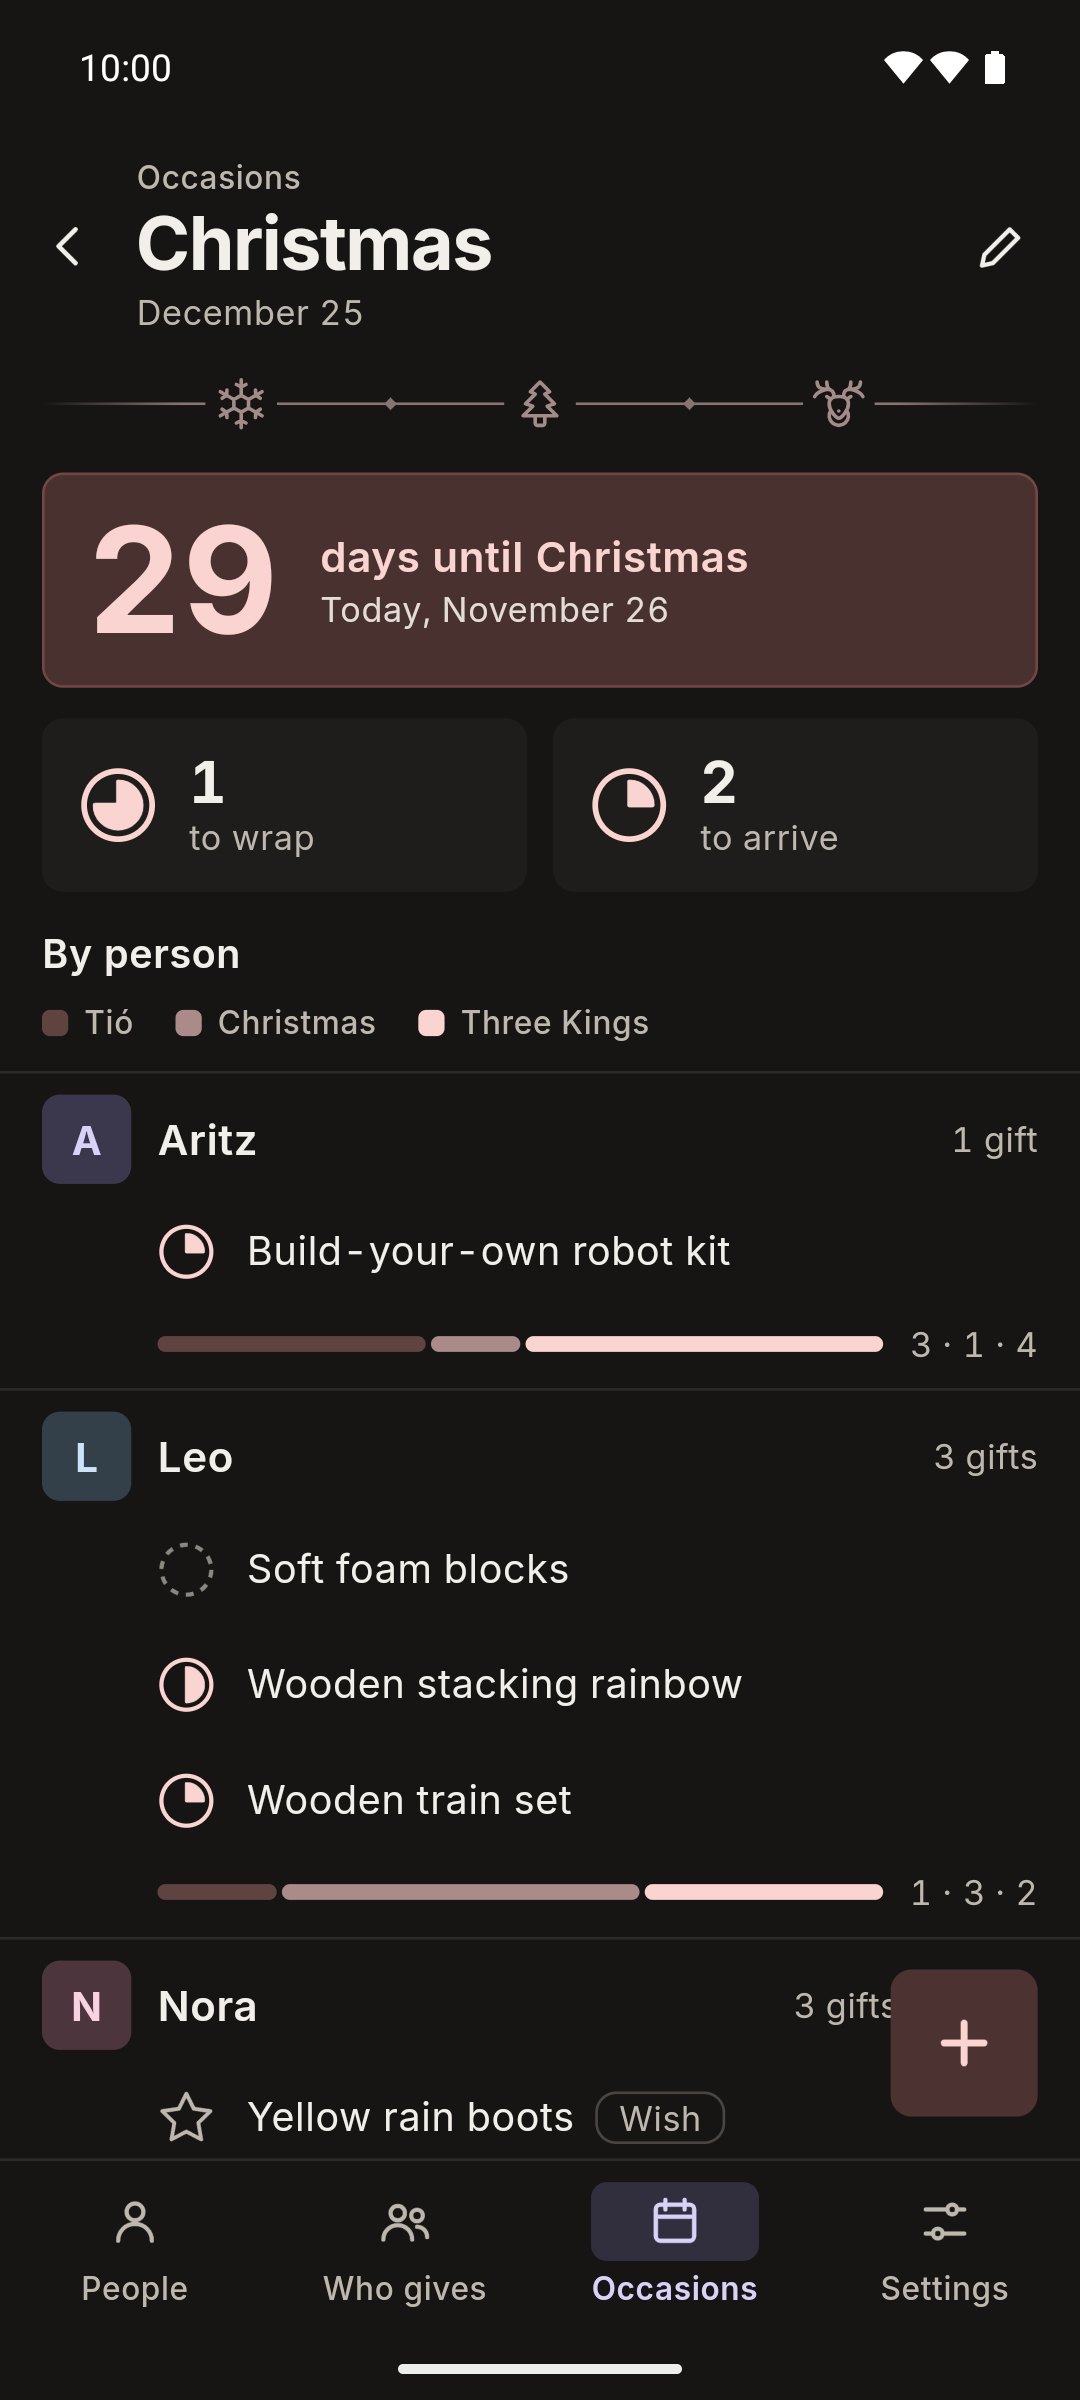 10:00
Occasions
Christmas
December 25
29
days until Christmas
Today, November 26
1
to wrap
2
to arrive
By person
Tió
Christmas
Three Kings
A
Aritz
1 gift
Build-your-own robot kit
3 · 1 · 4
L
Leo
3 gifts
Soft foam blocks
Wooden stacking rainbow
Wooden train set
1 · 3 · 2
N
Nora
3 gifts
Yellow rain boots
Wish
People
Who gives
Occasions
Settings